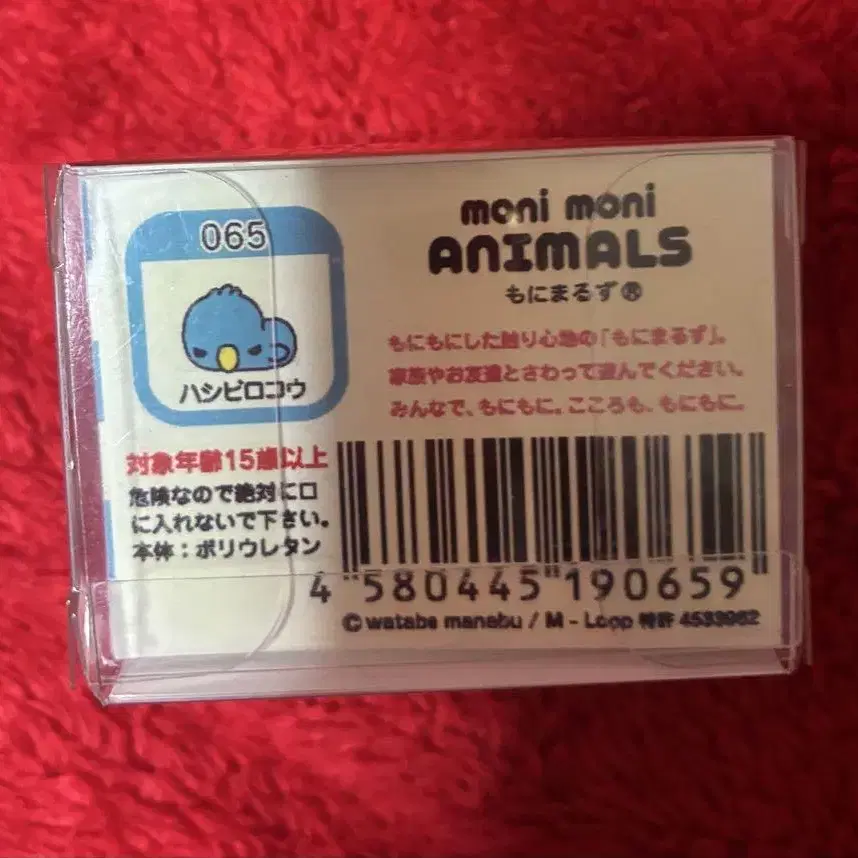 065
ハシビロコウ
moni moni
ANIMALS
もにまるず®
もにもにした触り心地の「もにまるず」。
家族やお友達とさわって遊んでください。
みんなで、もにもに。こころも、もにもに。
対象年齢15歳以上
危険なので絶対に口
に入れないで下さい。
本体：ポリウレタン
4 580445 190659
© watabe manabu / M - Loop 特許 4533962